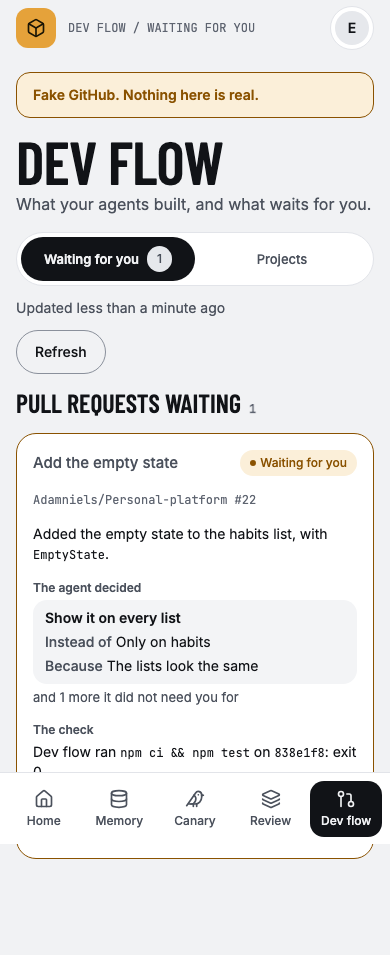 DEV FLOW / WAITING FOR YOU
E
Fake GitHub. Nothing here is real.
DEV FLOW
What your agents built, and what waits for you.
Waiting for you 1
Projects
Updated less than a minute ago
Refresh
PULL REQUESTS WAITING 1
Add the empty state
Waiting for you
Adamniels/Personal-platform #22
Added the empty state to the habits list, with
EmptyState.
The agent decided
Show it on every list
Instead of Only on habits
Because The lists look the same
and 1 more it did not need you for
The check
Dev flow ran npm ci && npm test on 838e1f8: exit
0
Home
Memory
Canary
Review
Dev flow